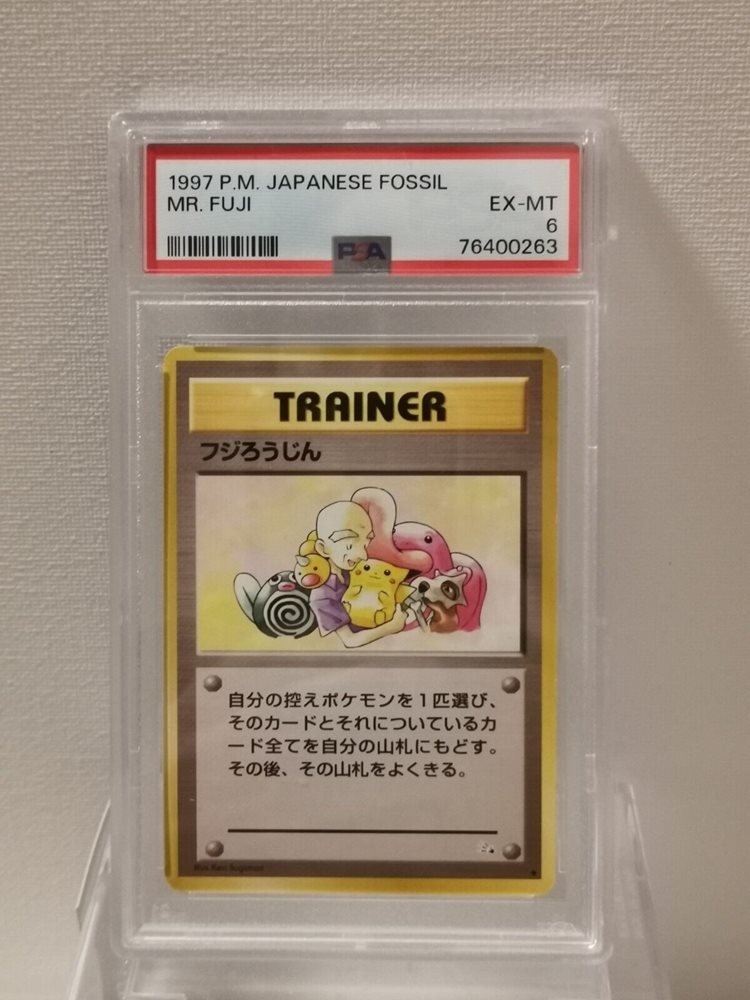 1997 P.M. JAPANESE FOSSIL
MR. FUJI
EX-MT
6
76400263
PSA
TRAINER
フジろうじん
自分の控えポケモンを1匹選び、
そのカードとそれについているカ
ード全てを自分の山札にもどす。
その後、その山札をよくきる。
Illus. Ken Sugimori